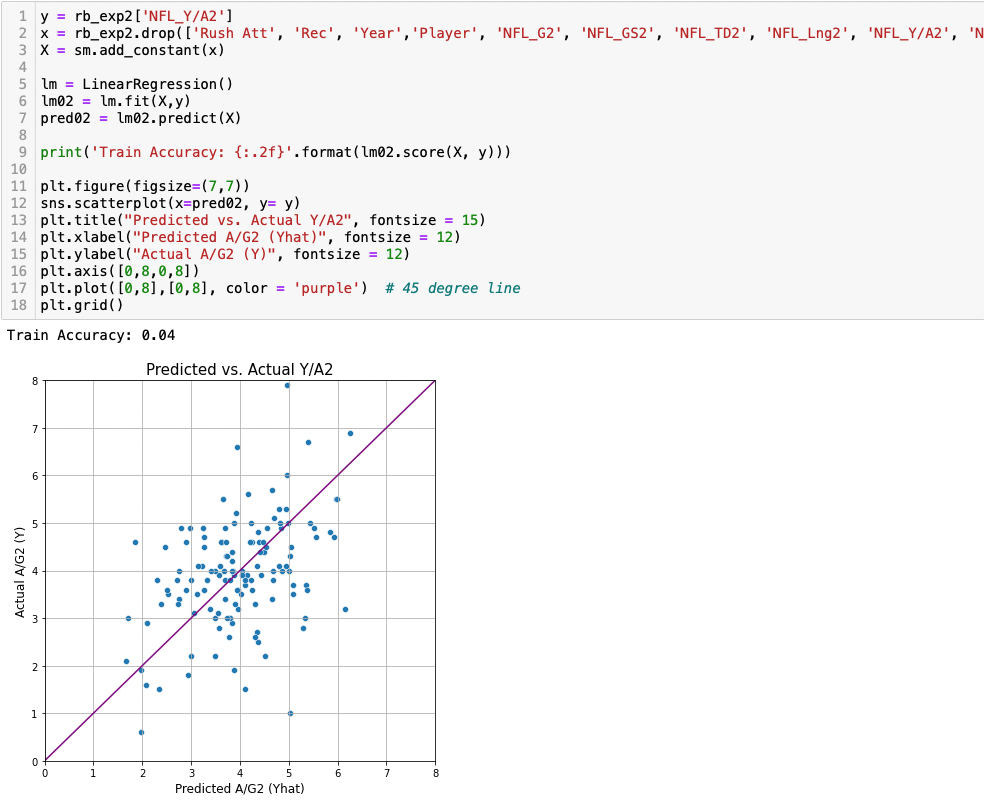 1 y = rb_exp2['NFL_Y/A2']
2 x = rb_exp2.drop(['Rush Att', 'Rec', 'Year','Player', 'NFL_G2', 'NFL_GS2', 'NFL_TD2', 'NFL_Lng2', 'NFL_Y/A2', 'N
3 X = sm.add_constant(x)
4
5 lm = LinearRegression()
6 lm02 = lm.fit(X,y)
7 pred02 = lm02.predict(X)
8
9 print('Train Accuracy: {:.2f}'.format(lm02.score(X, y)))
10
11 plt.figure(figsize=(7,7))
12 sns.scatterplot(x=pred02, y= y)
13 plt.title("Predicted vs. Actual Y/A2", fontsize = 15)
14 plt.xlabel("Predicted A/G2 (Yhat)", fontsize = 12)
15 plt.ylabel("Actual A/G2 (Y)", fontsize = 12)
16 plt.axis([0,8,0,8])
17 plt.plot([0,8],[0,8], color = 'purple')  # 45 degree line
18 plt.grid()
Train Accuracy: 0.04
Predicted vs. Actual Y/A2
8
7
6
5
4
3
2
1
0
Actual A/G2 (Y)
0 1 2 3 4 5 6 7 8
Predicted A/G2 (Yhat)